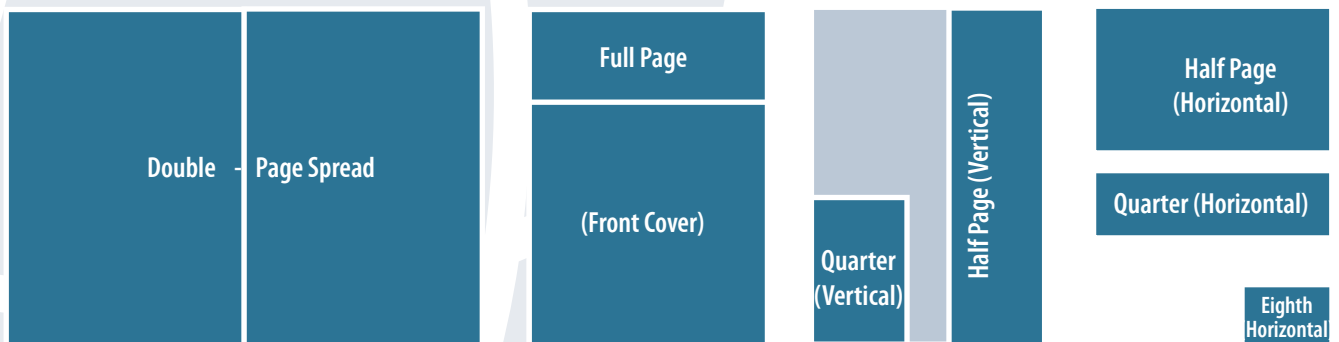 Double - Page Spread
Full Page
(Front Cover)
Quarter
(Vertical)
Half Page (Vertical)
Half Page
(Horizontal)
Quarter (Horizontal)
Eighth
Horizontal